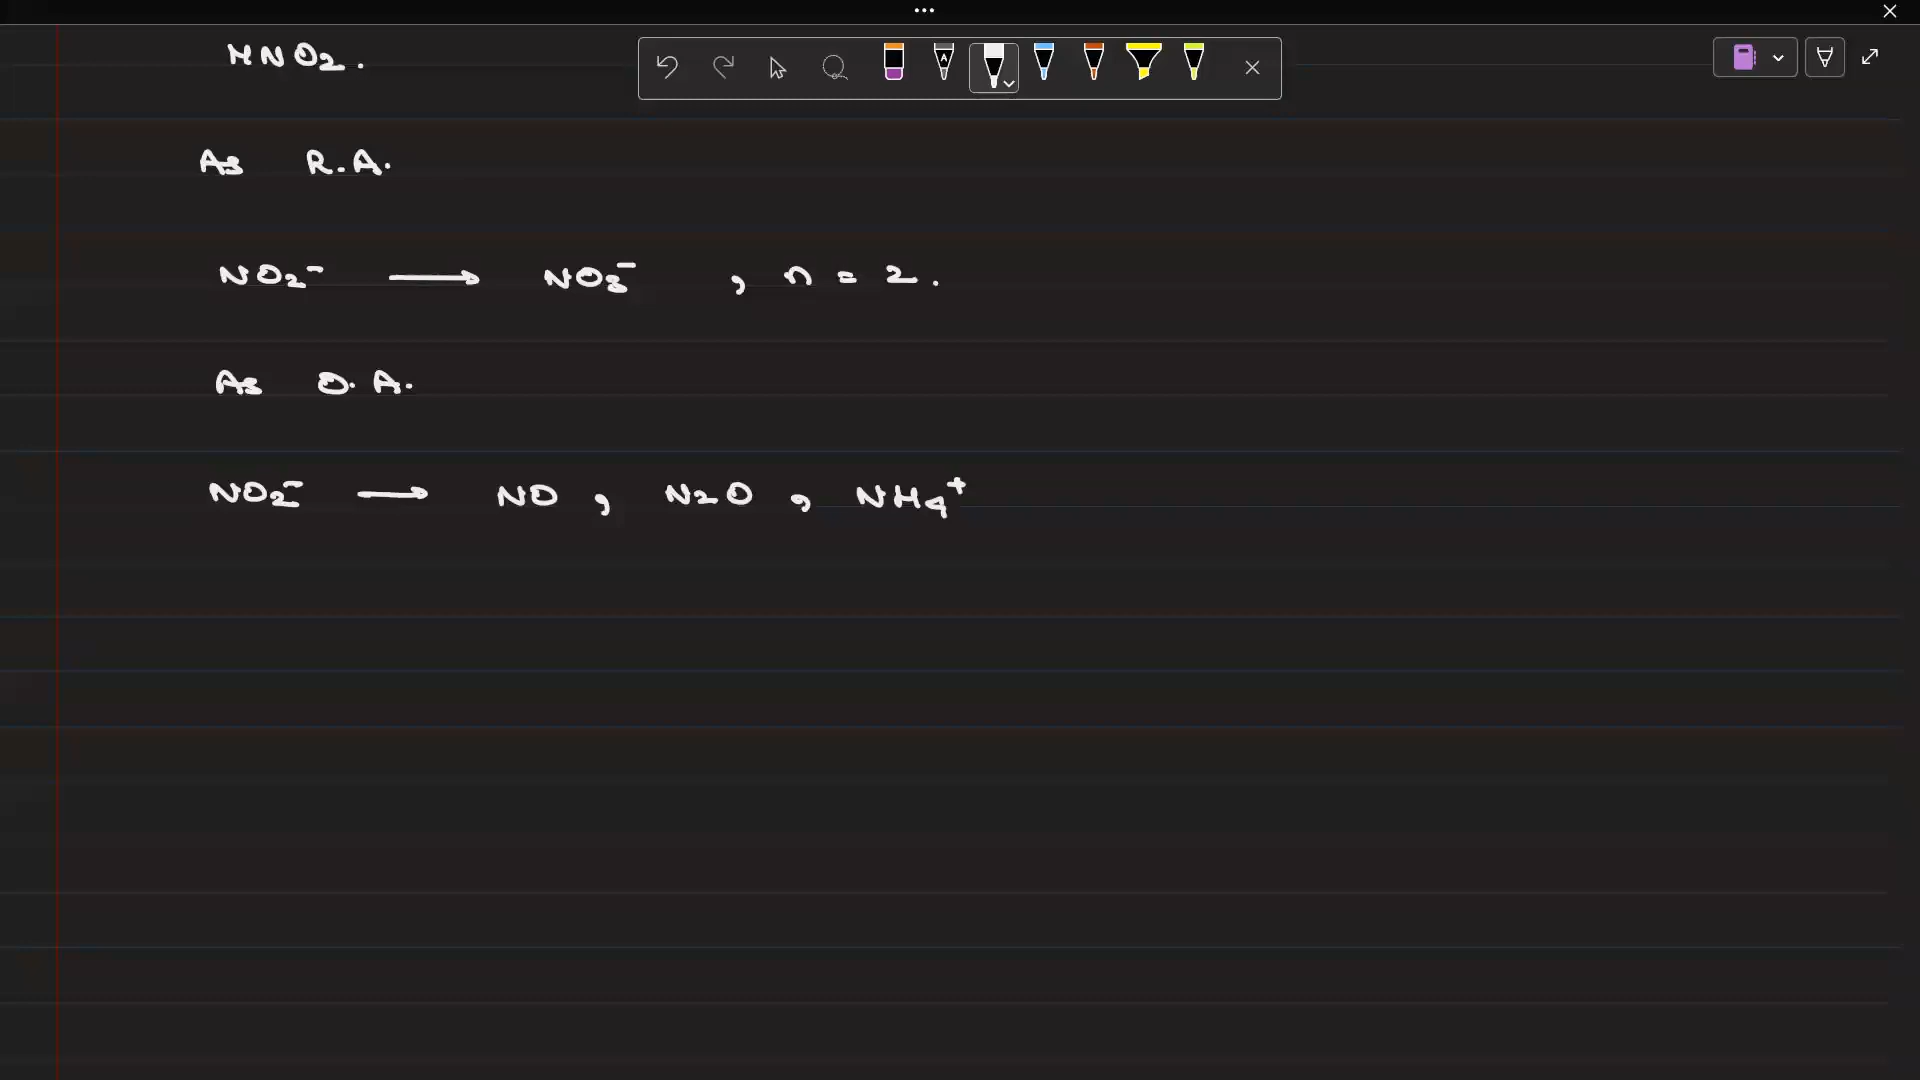 HNO2.
As R.A.
NO2⁻ ⟶ NO3⁻ , n = 2.
As O.A.
NO2⁻ ⟶ NO , N2O , NH4⁺